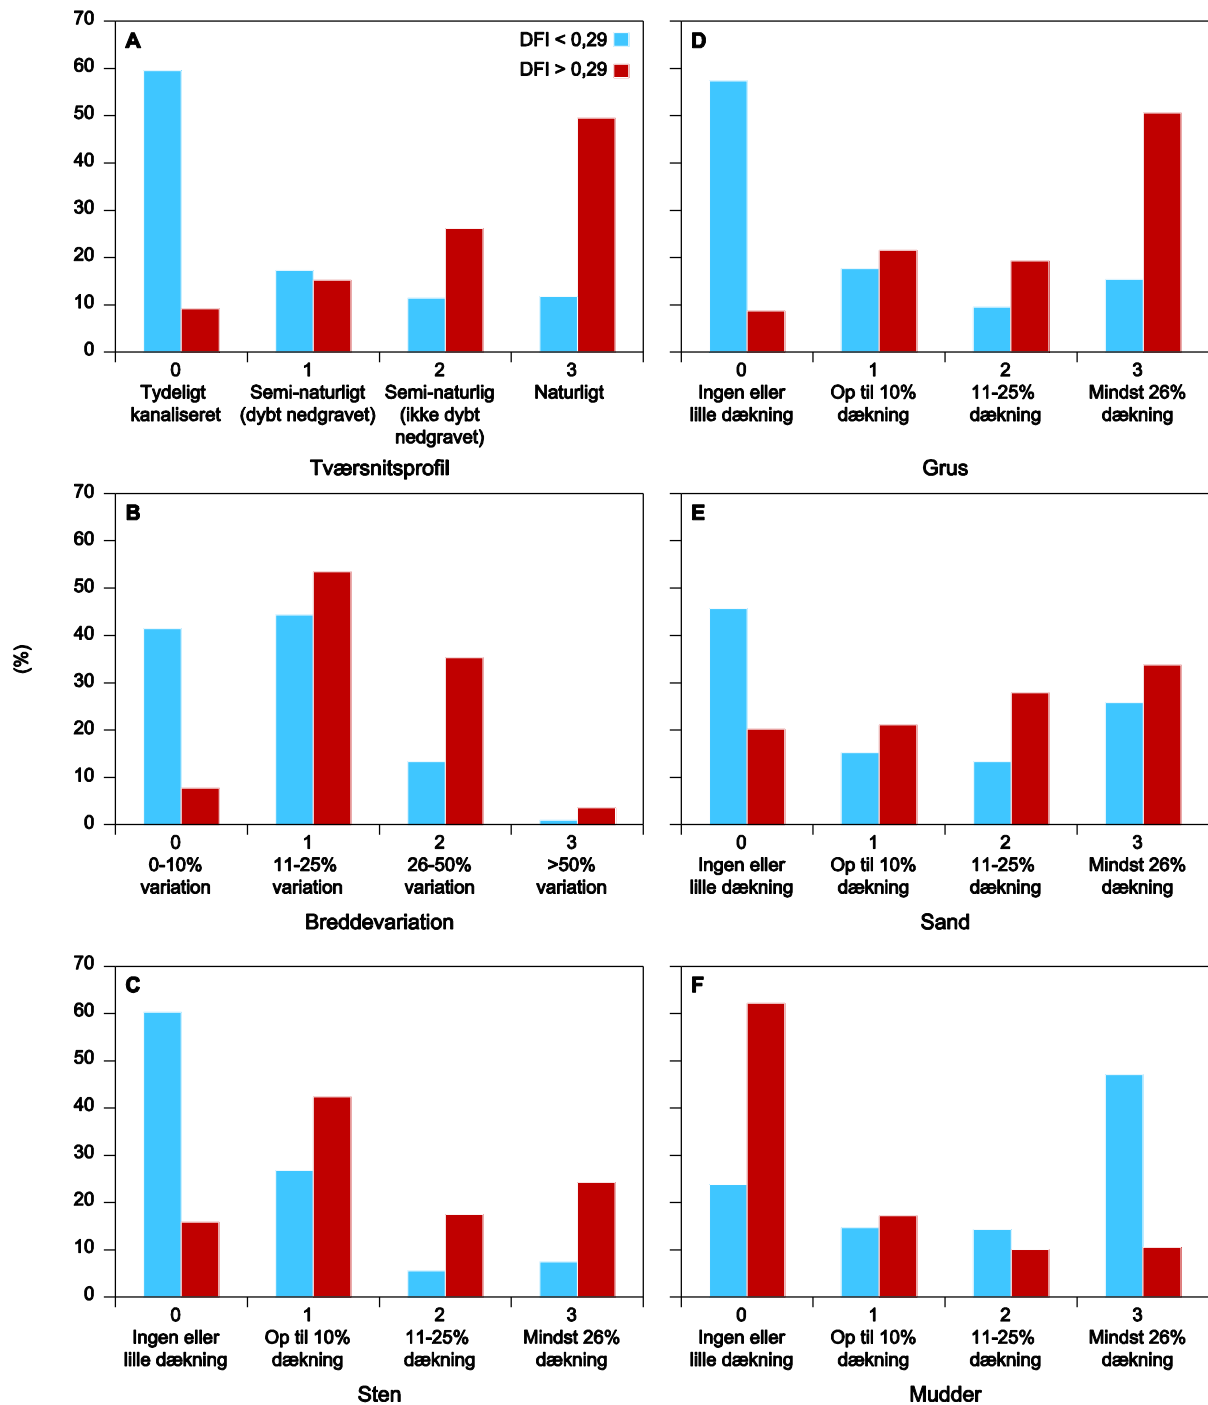 (%)
A
DFI < 0,29
DFI > 0,29
70
60
50
40
30
20
10
0
0
1
2
3
Tydeligt
kanaliseret
Semi-naturligt
(dybt nedgravet)
Semi-naturlig
(ikke dybt
nedgravet)
Naturligt
Tværsnitsprofil
D
0
1
2
3
Ingen eller
lille dækning
Op til 10%
dækning
11-25%
dækning
Mindst 26%
dækning
Grus
B
70
60
50
40
30
20
10
0
0
1
2
3
0-10%
variation
11-25%
variation
26-50%
variation
>50%
variation
Breddevariation
E
0
1
2
3
Ingen eller
lille dækning
Op til 10%
dækning
11-25%
dækning
Mindst 26%
dækning
Sand
C
70
60
50
40
30
20
10
0
0
1
2
3
Ingen eller
lille dækning
Op til 10%
dækning
11-25%
dækning
Mindst 26%
dækning
Sten
F
0
1
2
3
Ingen eller
lille dækning
Op til 10%
dækning
11-25%
dækning
Mindst 26%
dækning
Mudder